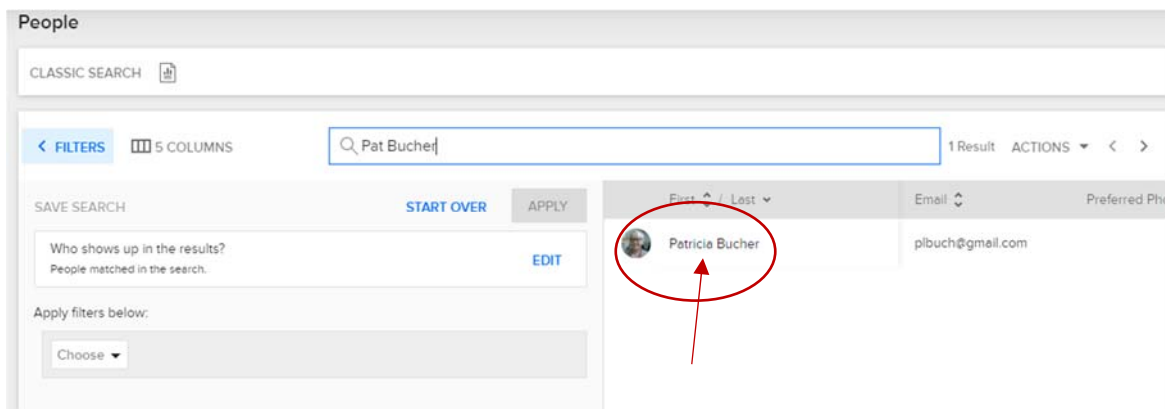 People
CLASSIC SEARCH
FILTERS 5 COLUMNS Pat Bucher 1 Result ACTIONS
SAVE SEARCH START OVER APPLY First / Last Email Preferred Pho
Who shows up in the results?
People matched in the search.
EDIT
Patricia Bucher plbuch@gmail.com
Apply filters below:
Choose